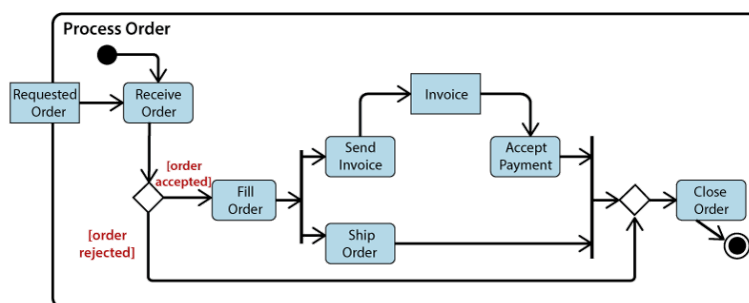 Process Order
Requested
Order
Receive
Order
[order
accepted]
[order
rejected]
Fill
Order
Send
Invoice
Invoice
Accept
Payment
Ship
Order
Close
Order